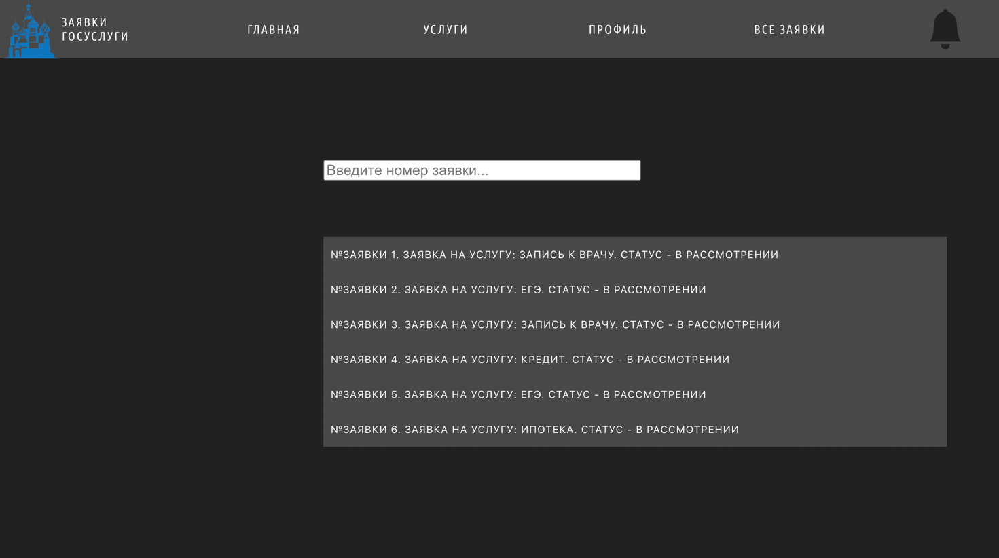 ЗАЯВКИ
ГОСУСЛУГИ
ГЛАВНАЯ
УСЛУГИ
ПРОФИЛЬ
ВСЕ ЗАЯВКИ
Введите номер заявки...
№ЗАЯВКИ 1. ЗАЯВКА НА УСЛУГУ: ЗАПИСЬ К ВРАЧУ. СТАТУС - В РАССМОТРЕНИИ
№ЗАЯВКИ 2. ЗАЯВКА НА УСЛУГУ: ЕГЭ. СТАТУС - В РАССМОТРЕНИИ
№ЗАЯВКИ 3. ЗАЯВКА НА УСЛУГУ: ЗАПИСЬ К ВРАЧУ. СТАТУС - В РАССМОТРЕНИИ
№ЗАЯВКИ 4. ЗАЯВКА НА УСЛУГУ: КРЕДИТ. СТАТУС - В РАССМОТРЕНИИ
№ЗАЯВКИ 5. ЗАЯВКА НА УСЛУГУ: ЕГЭ. СТАТУС - В РАССМОТРЕНИИ
№ЗАЯВКИ 6. ЗАЯВКА НА УСЛУГУ: ИПОТЕКА. СТАТУС - В РАССМОТРЕНИИ